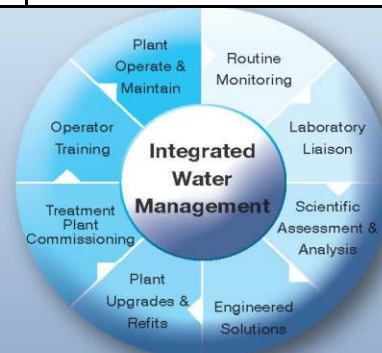 Plant
Operate &
Maintain
Routine
Monitoring
Laboratory
Liaison
Scientific
Assessment &
Analysis
Engineered
Solutions
Plant
Upgrades &
Refits
Treatment
Plant
Commissioning
Operator
Training
Integrated
Water
Management